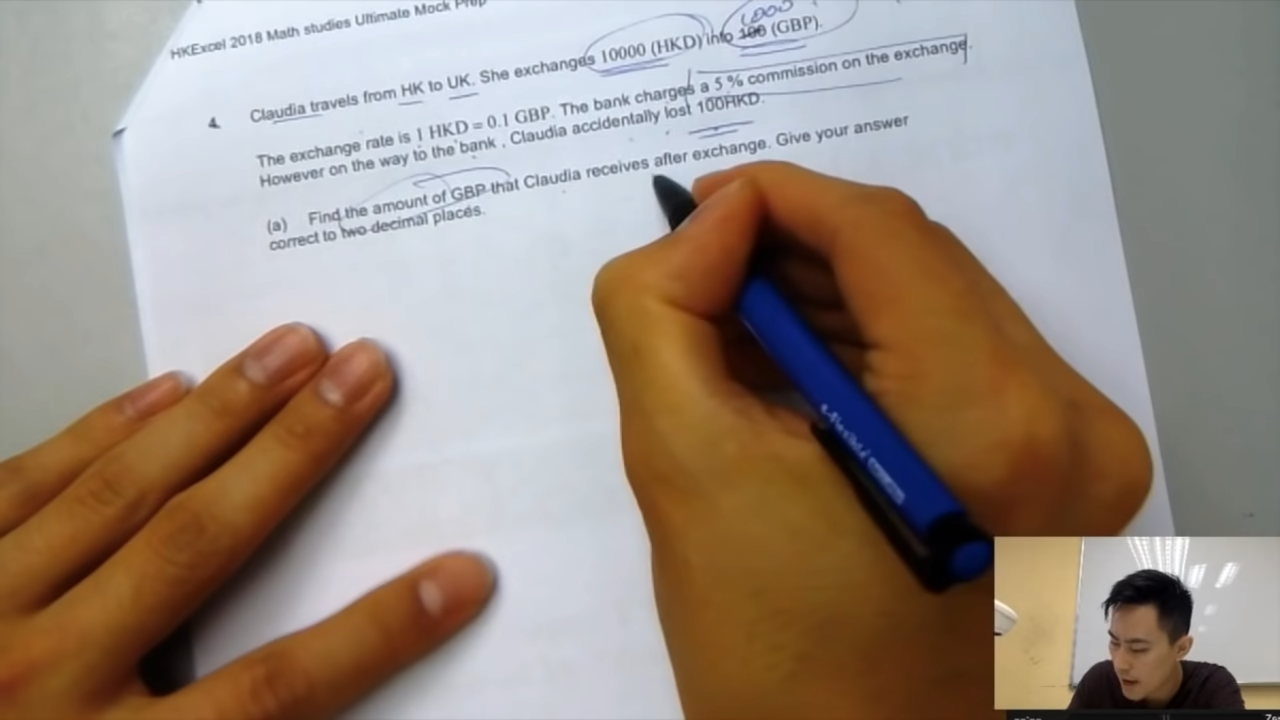 HKExcel 2018 Math studies Ultimate Mock Prep
1000
4. Claudia travels from HK to UK. She exchanges 10000 (HKD) into 100 (GBP).
The exchange rate is 1 HKD = 0.1 GBP. The bank charges a 5 % commission on the exchange.
However on the way to the bank , Claudia accidentally lost 100HKD.
(a) Find the amount of GBP that Claudia receives after exchange. Give your answer
correct to two decimal places.